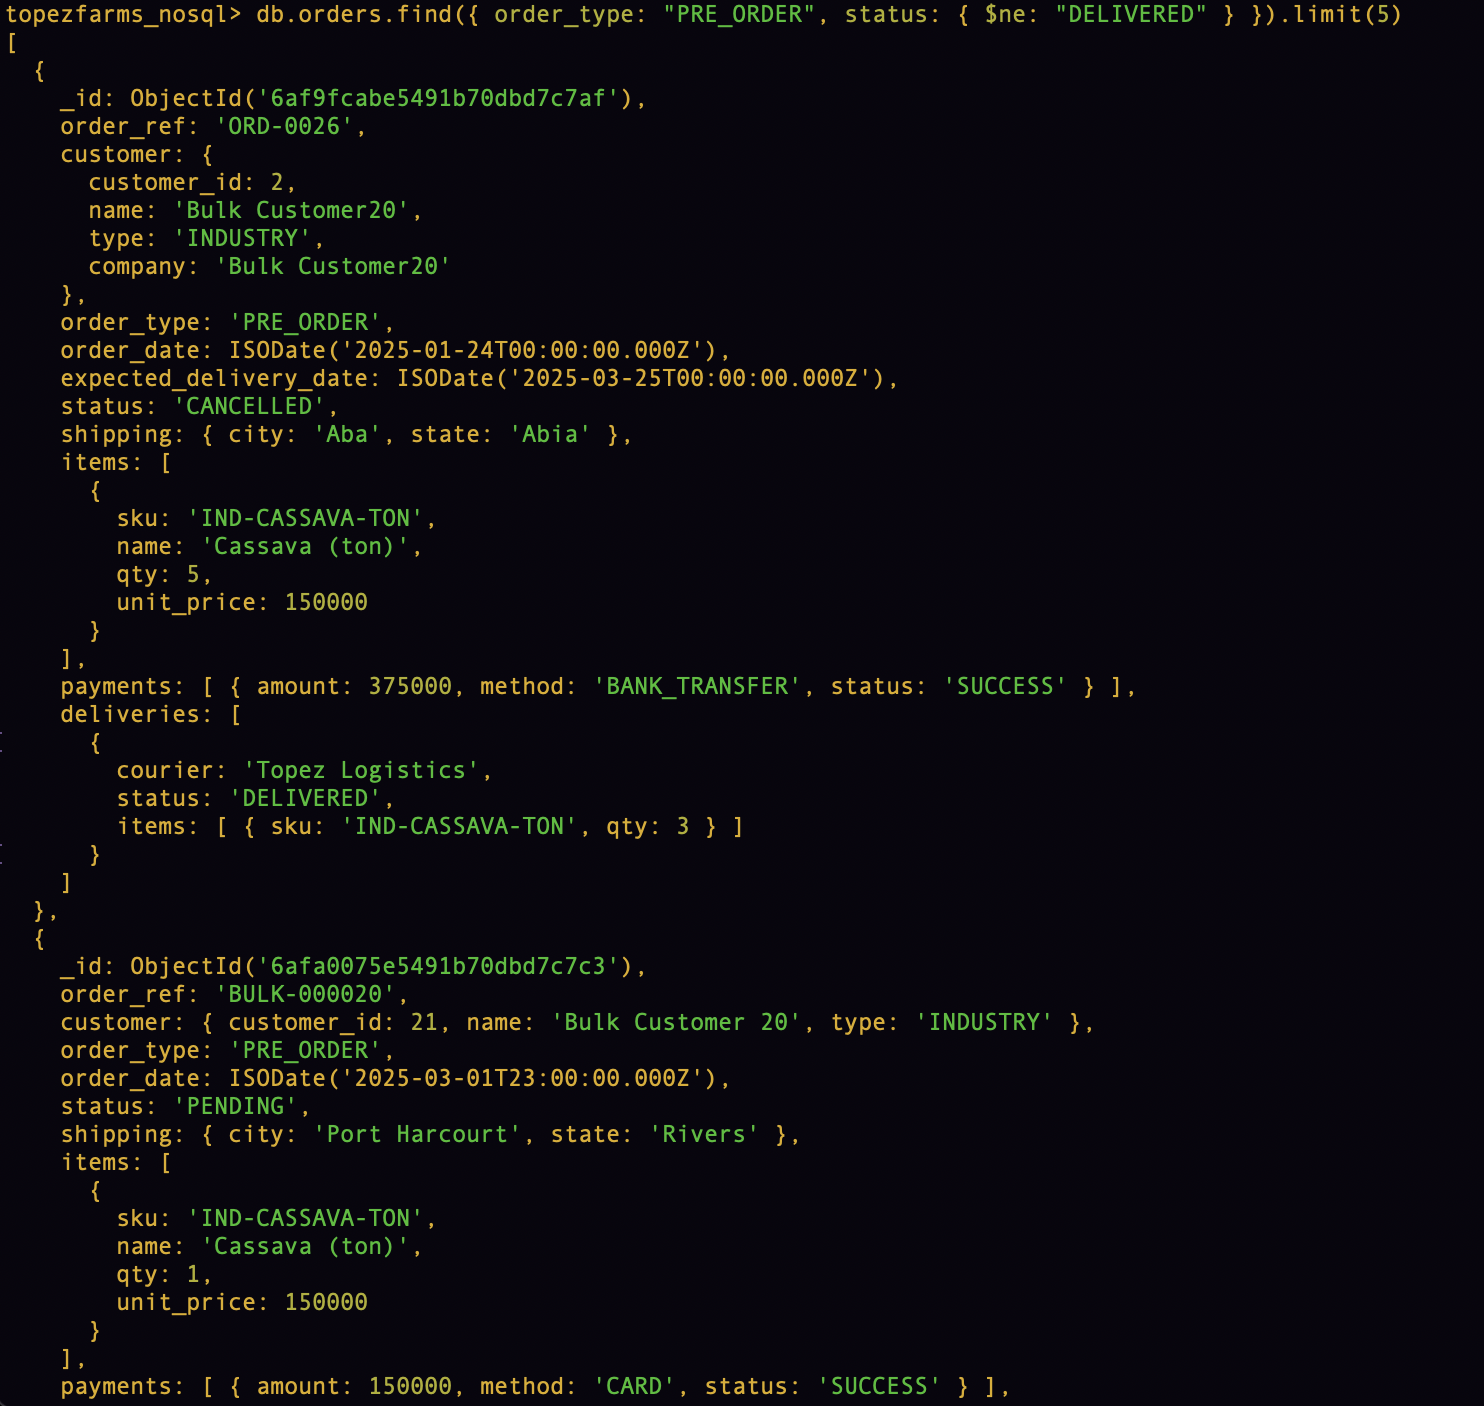 topezfarms_nosql> db.orders.find({ order_type: "PRE_ORDER", status: { $ne: "DELIVERED" } }).limit(5)
[
  {
    _id: ObjectId('6af9fcabe5491b70dbd7c7af'),
    order_ref: 'ORD-0026',
    customer: {
      customer_id: 2,
      name: 'Bulk Customer20',
      type: 'INDUSTRY',
      company: 'Bulk Customer20'
    },
    order_type: 'PRE_ORDER',
    order_date: ISODate('2025-01-24T00:00:00.000Z'),
    expected_delivery_date: ISODate('2025-03-25T00:00:00.000Z'),
    status: 'CANCELLED',
    shipping: { city: 'Aba', state: 'Abia' },
    items: [
      {
        sku: 'IND-CASSAVA-TON',
        name: 'Cassava (ton)',
        qty: 5,
        unit_price: 150000
      }
    ],
    payments: [ { amount: 375000, method: 'BANK_TRANSFER', status: 'SUCCESS' } ],
    deliveries: [
      {
        courier: 'Topez Logistics',
        status: 'DELIVERED',
        items: [ { sku: 'IND-CASSAVA-TON', qty: 3 } ]
      }
    ]
  },
  {
    _id: ObjectId('6afa0075e5491b70dbd7c7c3'),
    order_ref: 'BULK-000020',
    customer: { customer_id: 21, name: 'Bulk Customer 20', type: 'INDUSTRY' },
    order_type: 'PRE_ORDER',
    order_date: ISODate('2025-03-01T23:00:00.000Z'),
    status: 'PENDING',
    shipping: { city: 'Port Harcourt', state: 'Rivers' },
    items: [
      {
        sku: 'IND-CASSAVA-TON',
        name: 'Cassava (ton)',
        qty: 1,
        unit_price: 150000
      }
    ],
    payments: [ { amount: 150000, method: 'CARD', status: 'SUCCESS' } ],